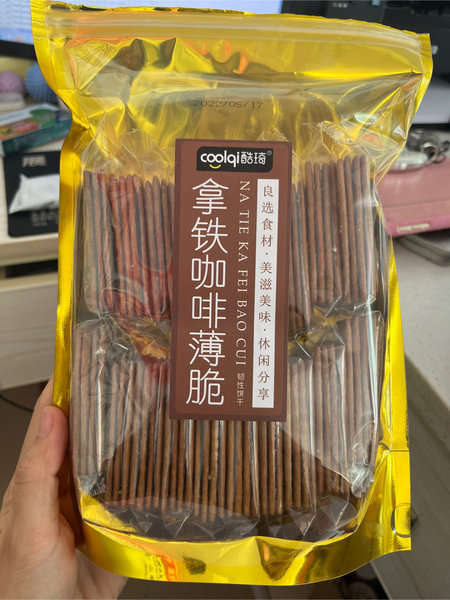 2023/05/17
coolqi酷琦®
拿铁咖啡薄脆
NA TIE KA FEI BAO CUI
韧性饼干
良选食材·美滋美味·休闲分享